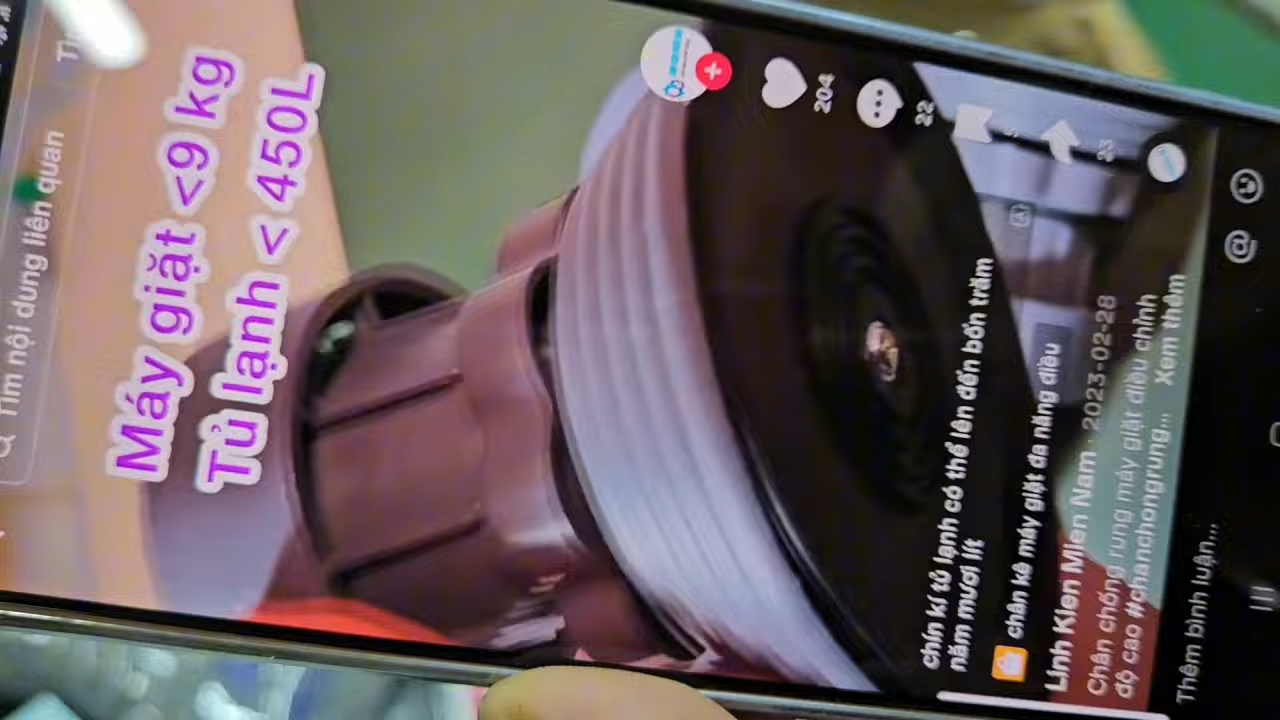 Tìm nội dung liên quan
Máy giặt <9 kg
Tủ lạnh < 450L
204
22
5
23
chín kí tủ lạnh có thể lên đến bốn trăm
năm mươi lít
chân kê máy giặt đa năng điều
Linh Kien Mien Nam · 2023-02-28
Chân chống rung máy giặt điều chỉnh
độ cao #chanchongrung... Xem thêm
Thêm bình luận...